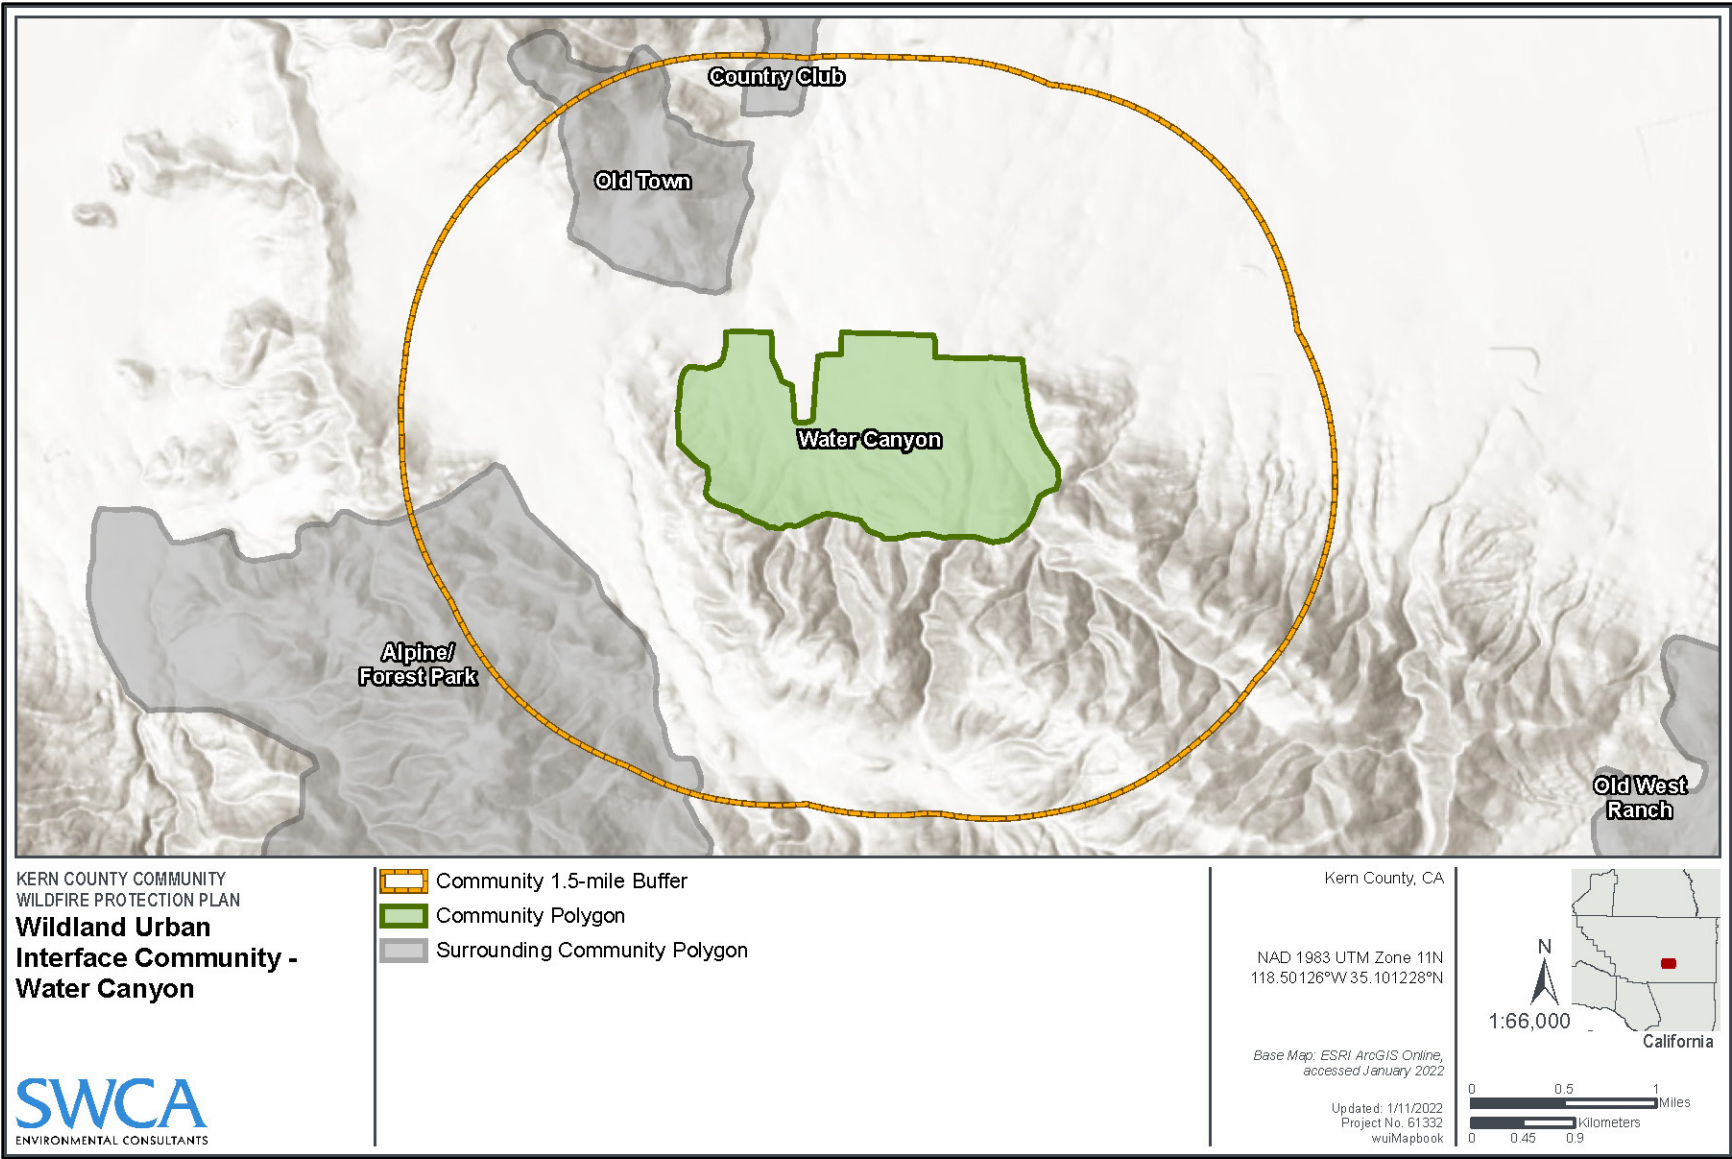 Country Club
Old Town
Water Canyon
Alpine/
Forest Park
Old West
Ranch
KERN COUNTY COMMUNITY
WILDFIRE PROTECTION PLAN
Wildland Urban
Interface Community -
Water Canyon
SWCA
ENVIRONMENTAL CONSULTANTS
Community 1.5-mile Buffer
Community Polygon
Surrounding Community Polygon
Kern County, CA
NAD 1983 UTM Zone 11N
118.50126°W 35.101228°N
Base Map: ESRI ArcGIS Online,
accessed January 2022
Updated: 1/11/2022
Project No. 61332
wuiMapbook
N
1:66,000
California
0 0.5 1
Miles
Kilometers
0 0.45 0.9